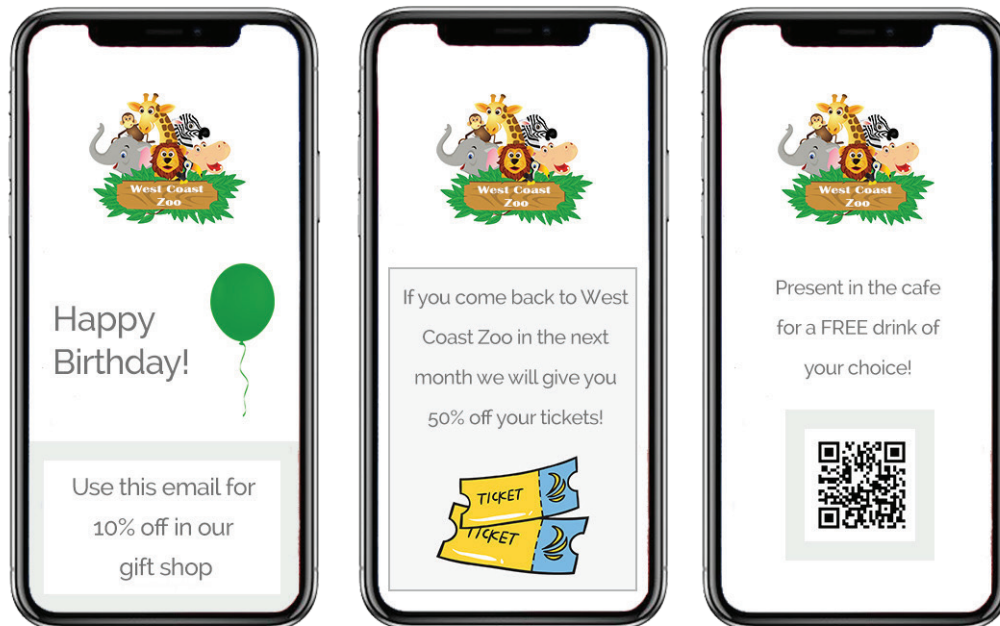 West Coast
Zoo
Happy
Birthday!
Use this email for
10% off in our
gift shop
West Coast
Zoo
If you come back to West
Coast Zoo in the next
month we will give you
50% off your tickets!
TICKET
TICKET
West Coast
Zoo
Present in the cafe
for a FREE drink of
your choice!